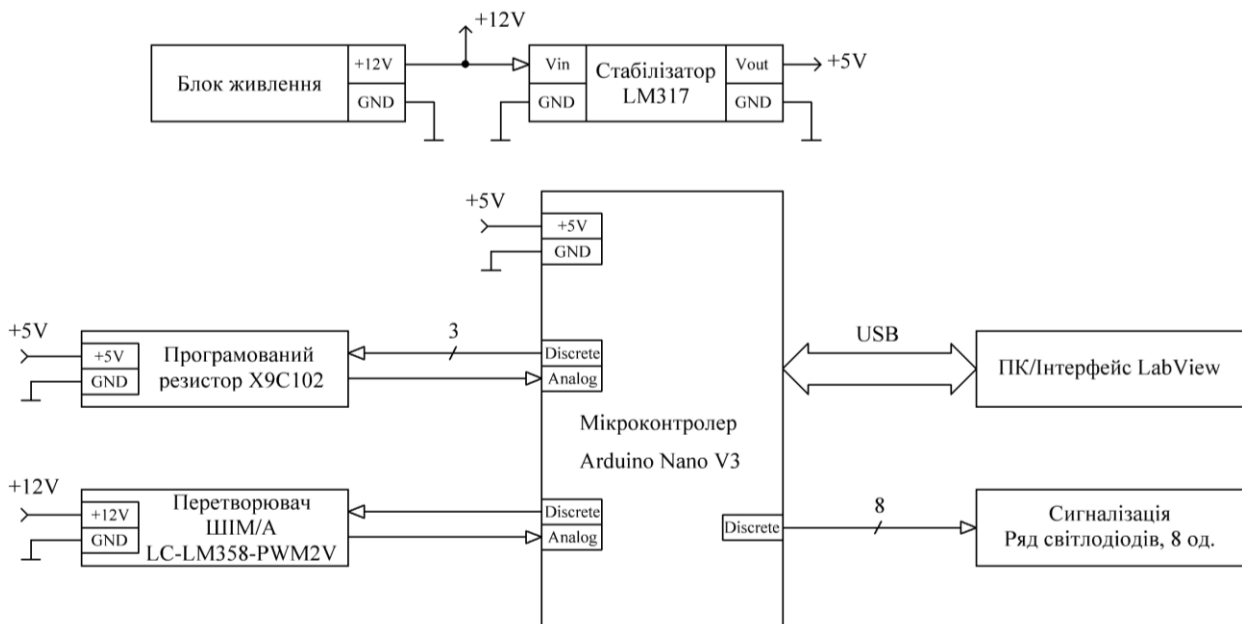 +12V
Блок живлення
+12V
GND
Vin
GND
Стабілізатор
LM317
Vout
GND
+5V
+5V
+5V
GND
+5V
+5V
GND
Програмований
резистор X9C102
3
Discrete
Analog
USB
ПК/Інтерфейс LabView
Мікроконтролер
Arduino Nano V3
+12V
+12V
GND
Перетворювач
ШІМ/А
LC-LM358-PWM2V
Discrete
Analog
Discrete
8
Сигналізація
Ряд світлодіодів, 8 од.